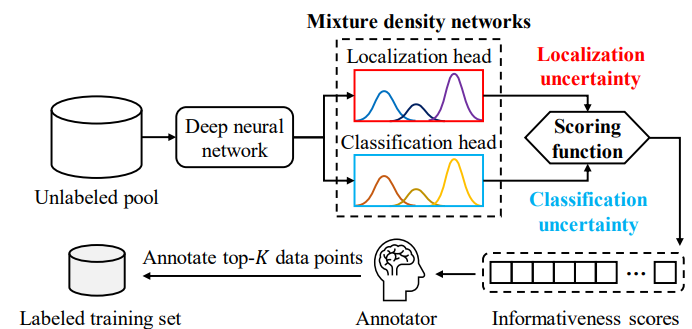 Mixture density networks
Localization head
Localization
uncertainty
Deep neural
network
Classification head
Scoring
function
Unlabeled pool
Classification
uncertainty
Annotate top-K data points
...
Labeled training set
Annotator
Informativeness scores